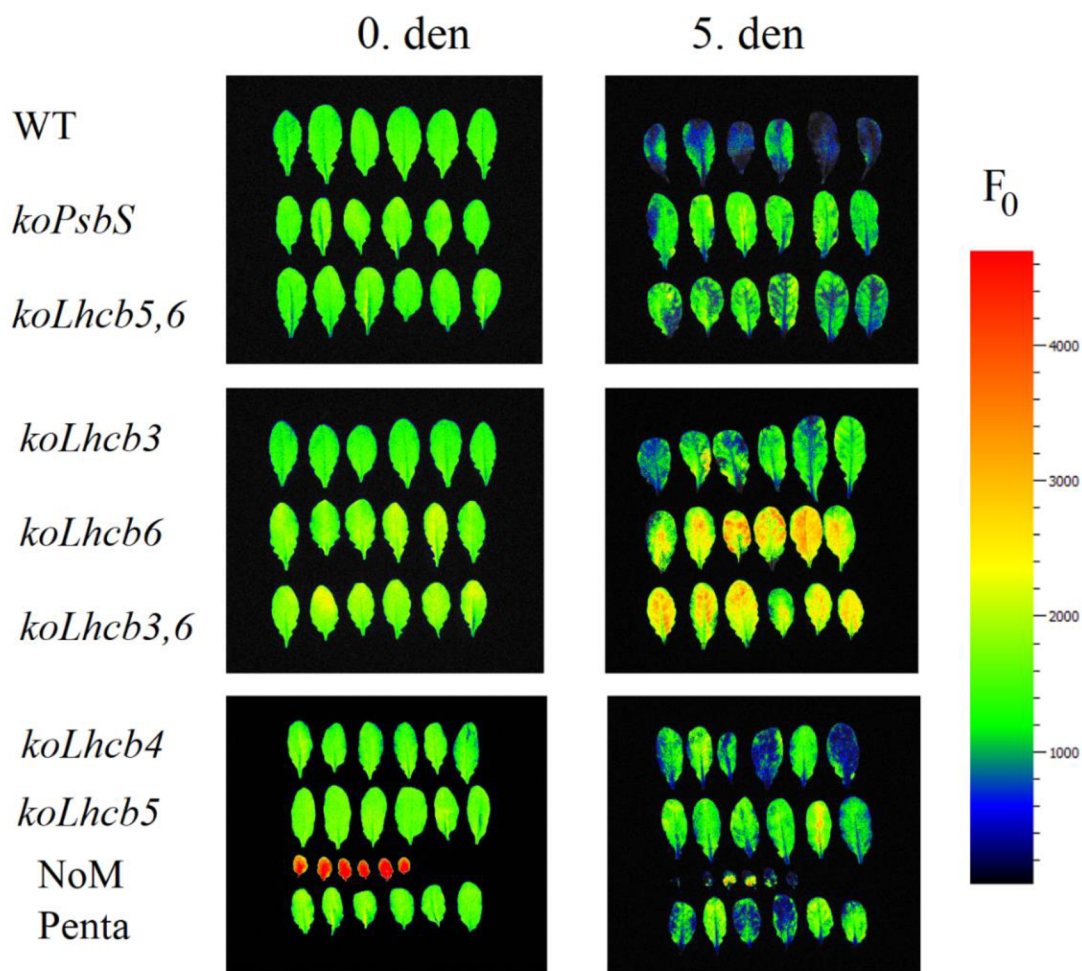 0. den
5. den
WT
koPsbS
koLhcb5,6
koLhcb3
koLhcb6
koLhcb3,6
koLhcb4
koLhcb5
NoM
Penta
F0
4000
3000
2000
1000